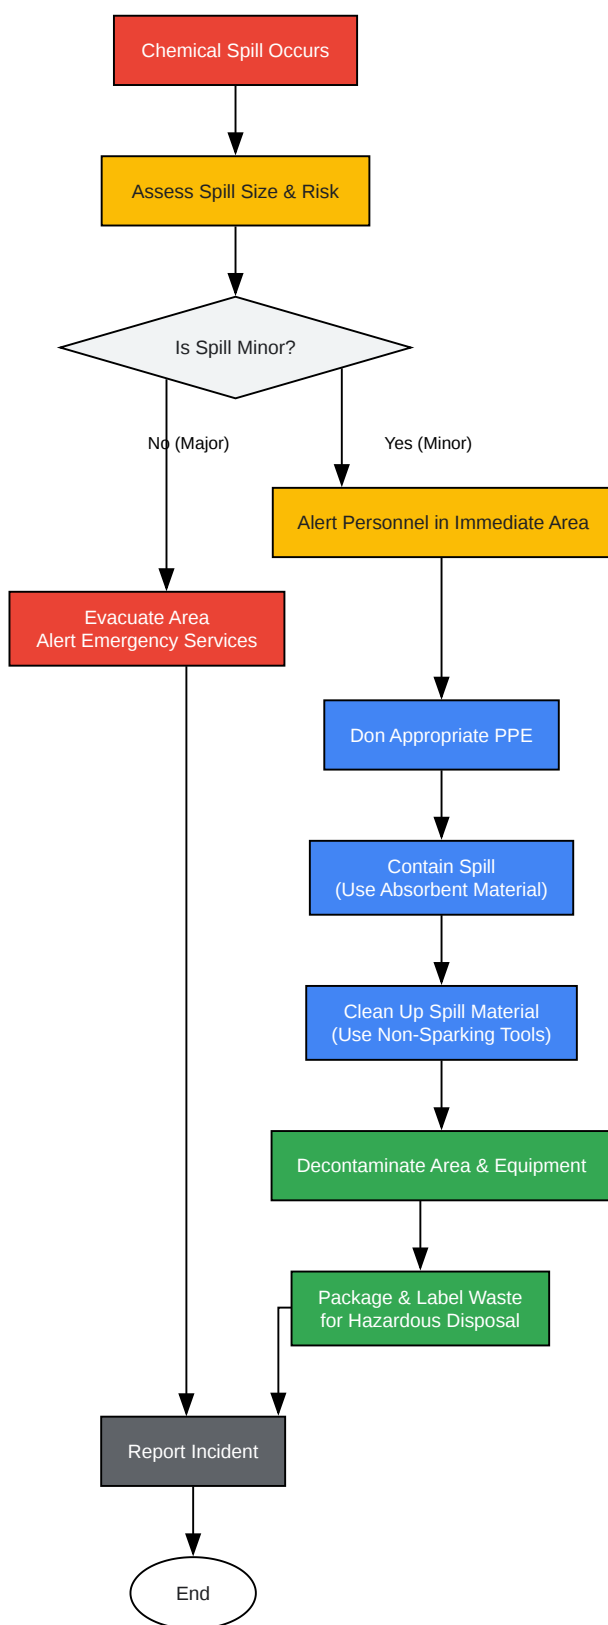 Chemical Spill Occurs
Assess Spill Size & Risk
Is Spill Minor?
No (Major)
Yes (Minor)
Alert Personnel in Immediate Area
Evacuate Area
Alert Emergency Services
Don Appropriate PPE
Contain Spill
(Use Absorbent Material)
Clean Up Spill Material
(Use Non-Sparking Tools)
Decontaminate Area & Equipment
Package & Label Waste
for Hazardous Disposal
Report Incident
End